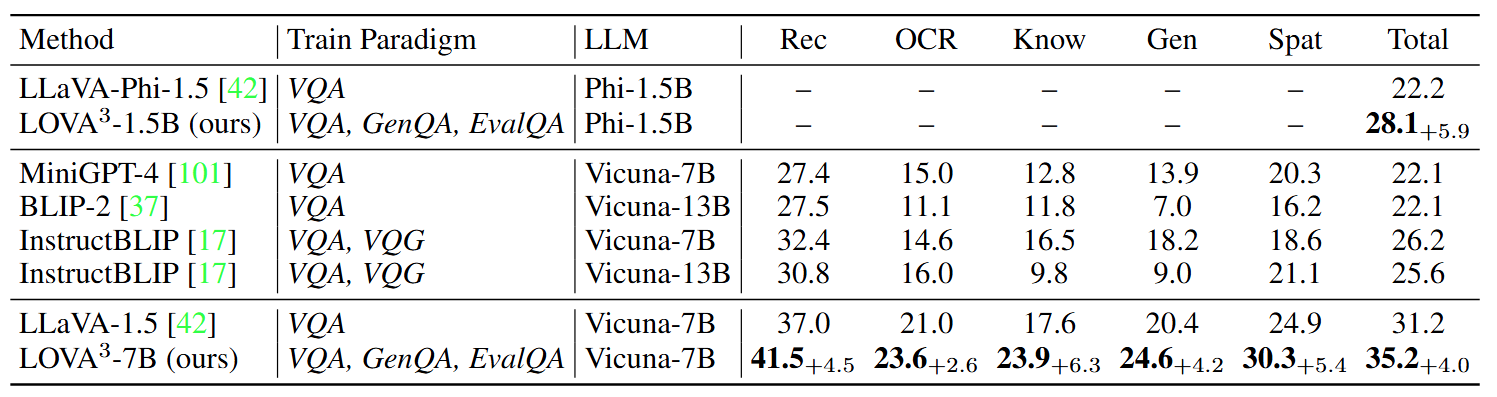 Method Train Paradigm LLM Rec OCR Know Gen Spat Total
LLaVA-Phi-1.5 [42] VQA Phi-1.5B – – – – – 22.2
LOVA³-1.5B (ours) VQA, GenQA, EvalQA Phi-1.5B – – – – – 28.1+5.9
MiniGPT-4 [101] VQA Vicuna-7B 27.4 15.0 12.8 13.9 20.3 22.1
BLIP-2 [37] VQA Vicuna-13B 27.5 11.1 11.8 7.0 16.2 22.1
InstructBLIP [17] VQA, VQG Vicuna-7B 32.4 14.6 16.5 18.2 18.6 26.2
InstructBLIP [17] VQA, VQG Vicuna-13B 30.8 16.0 9.8 9.0 21.1 25.6
LLaVA-1.5 [42] VQA Vicuna-7B 37.0 21.0 17.6 20.4 24.9 31.2
LOVA³-7B (ours) VQA, GenQA, EvalQA Vicuna-7B 41.5+4.5 23.6+2.6 23.9+6.3 24.6+4.2 30.3+5.4 35.2+4.0